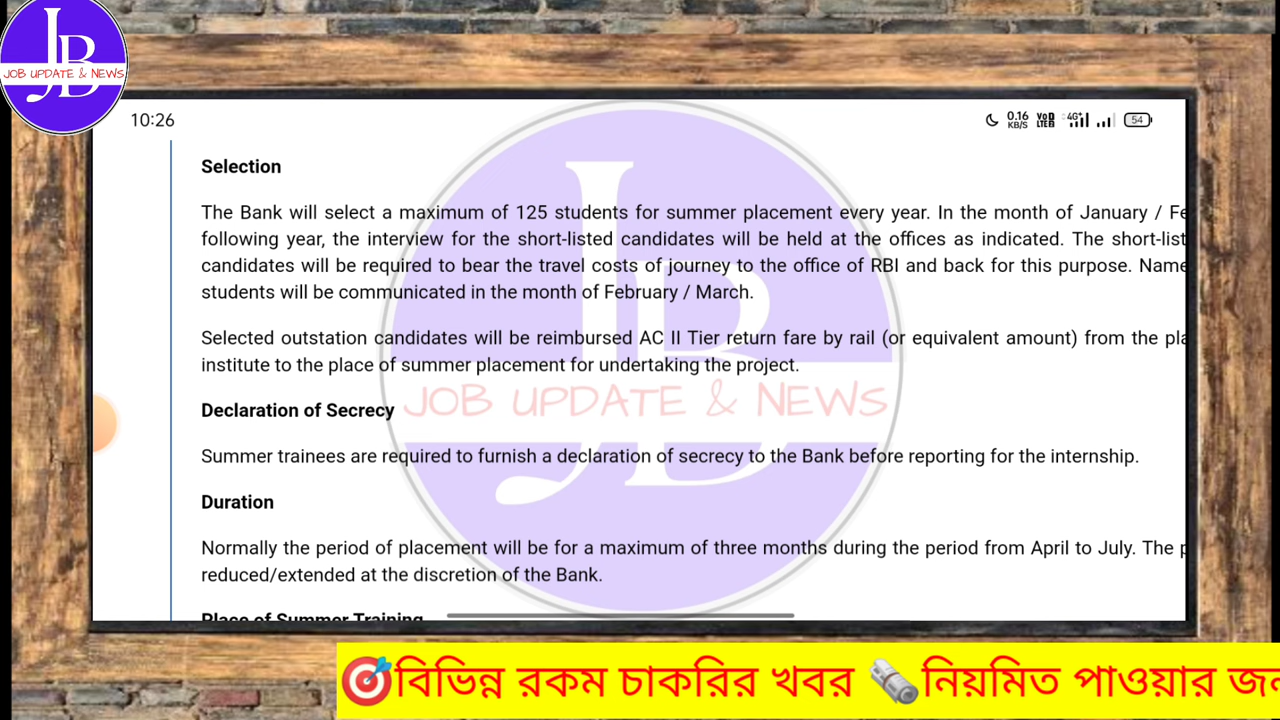 JB
JOB UPDATE & NEWS
10:26
0.16 KB/S
VoD LTE 2
4G+
54
Selection
The Bank will select a maximum of 125 students for summer placement every year. In the month of January /
following year, the interview for the short-listed candidates will be held at the offices as indicated. The
candidates will be required to bear the travel costs of journey to the office of RBI and back for this purpose.
students will be communicated in the month of February / March.
Selected outstation candidates will be reimbursed AC II Tier return fare by rail (or equivalent amount) from the
institute to the place of summer placement for undertaking the project.
JOB UPDATE & NEWS
Declaration of Secrecy
Summer trainees are required to furnish a declaration of secrecy to the Bank before reporting for the internship.
Duration
Normally the period of placement will be for a maximum of three months during the period from April to July. The
reduced/extended at the discretion of the Bank.
Place of Summer Training
বিভিন্ন রকম চাকরির খবর নিয়মিত পাওয়ার